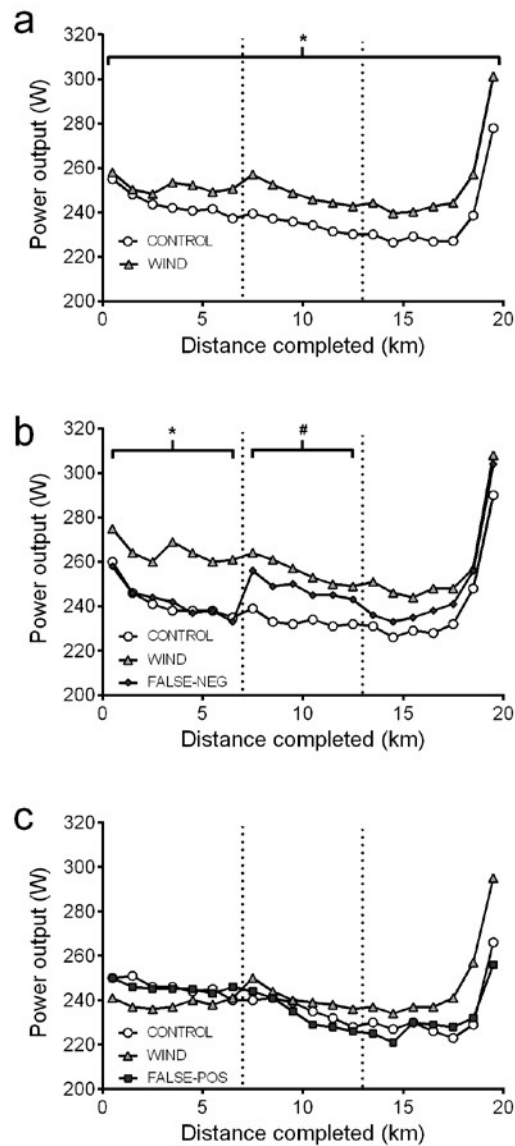 a
*
320
300
280
260
240
220
200
Power output (W)
CONTROL
WIND
0 5 10 15 20
Distance completed (km)
b
* #
320
300
280
260
240
220
200
Power output (W)
CONTROL
WIND
FALSE-NEG
0 5 10 15 20
Distance completed (km)
c
320
300
280
260
240
220
200
Power output (W)
CONTROL
WIND
FALSE-POS
0 5 10 15 20
Distance completed (km)